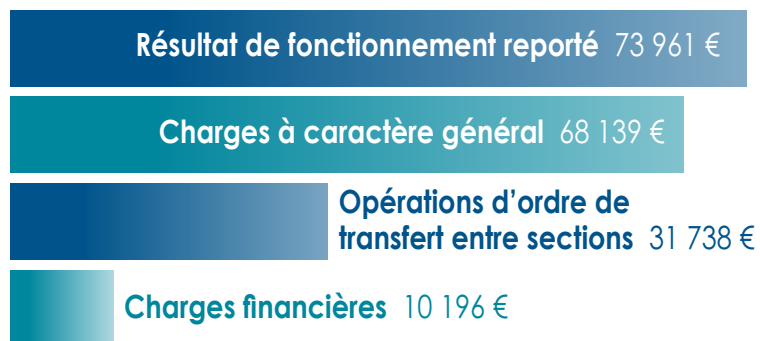 Résultat de fonctionnement reporté 73 961 €
Charges à caractère général 68 139 €
Opérations d’ordre de
transfert entre sections 31 738 €
Charges financières 10 196 €